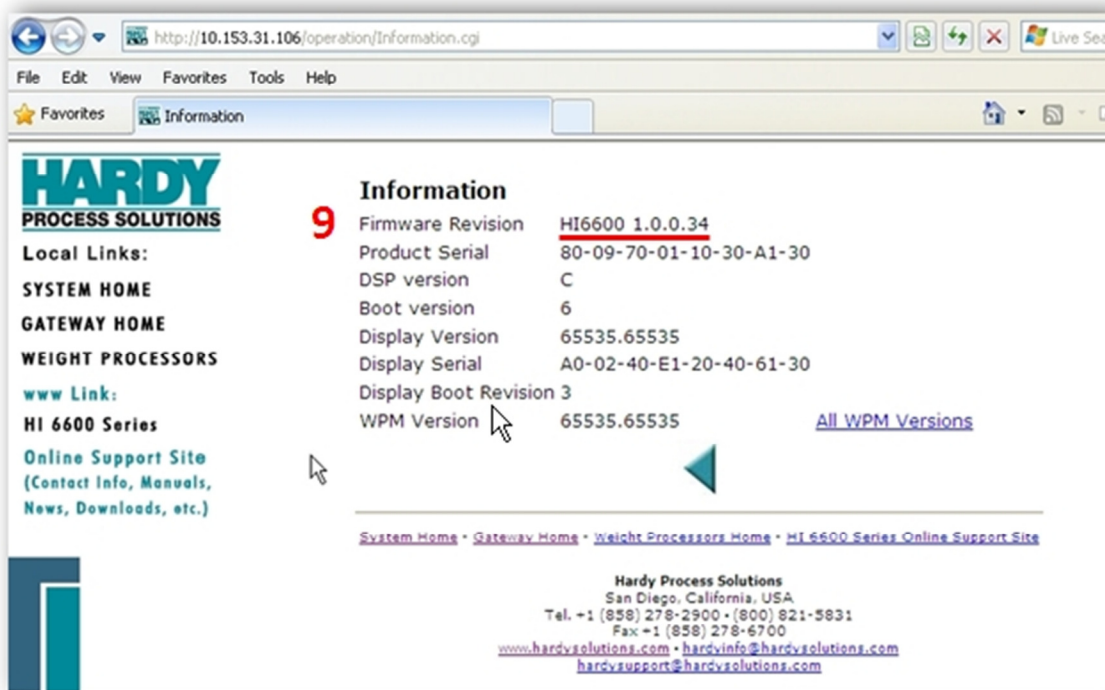 http://10.153.31.106/operation/Information.cgi
Live Sea
File Edit View Favorites Tools Help
Favorites
Information
HARDY
PROCESS SOLUTIONS
Local Links:
SYSTEM HOME
GATEWAY HOME
WEIGHT PROCESSORS
www Link:
HI 6600 Series
Online Support Site
(Contact Info, Manuals,
News, Downloads, etc.)
Information
9
Firmware Revision HI6600 1.0.0.34
Product Serial 80-09-70-01-10-30-A1-30
DSP version C
Boot version 6
Display Version 65535.65535
Display Serial A0-02-40-E1-20-40-61-30
Display Boot Revision 3
WPM Version 65535.65535 All WPM Versions
System Home • Gateway Home • Weight Processors Home • HI 6600 Series Online Support Site
Hardy Process Solutions
San Diego, California, USA
Tel. +1 (858) 278-2900 • (800) 821-5831
Fax +1 (858) 278-6700
www.hardysolutions.com • hardyinfo@hardysolutions.com
hardysupport@hardysolutions.com